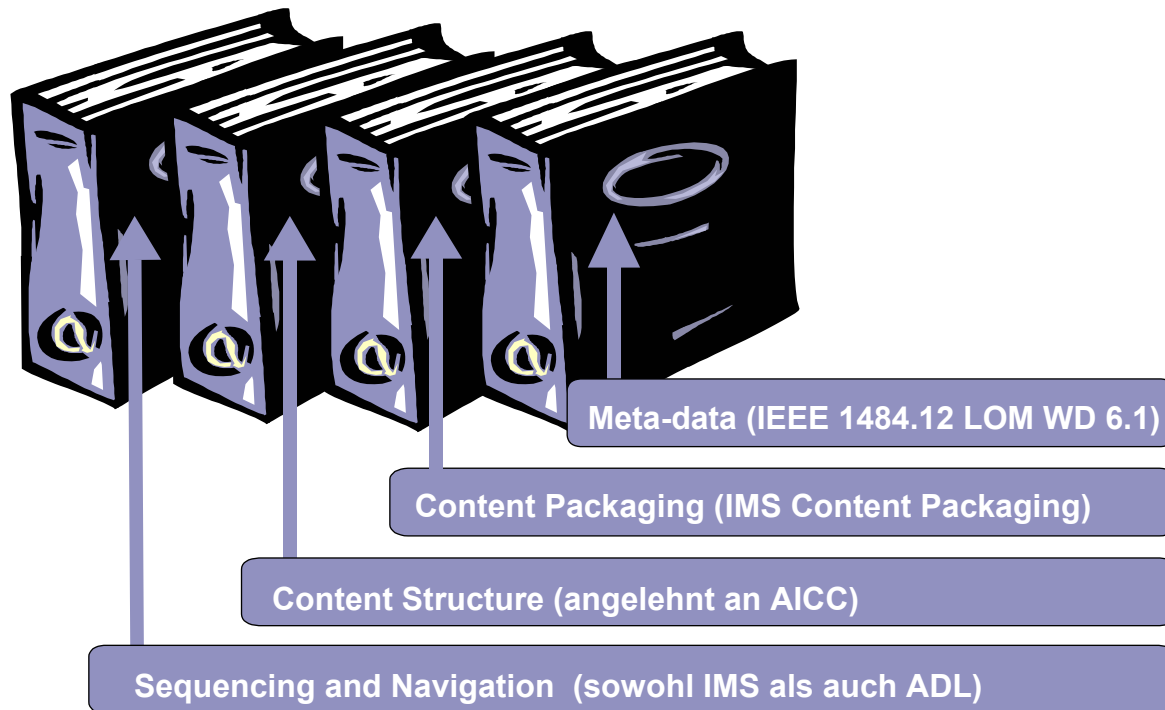 Meta-data (IEEE 1484.12 LOM WD 6.1)
Content Packaging (IMS Content Packaging)
Content Structure (angelehnt an AICC)
Sequencing and Navigation (sowohl IMS als auch ADL)